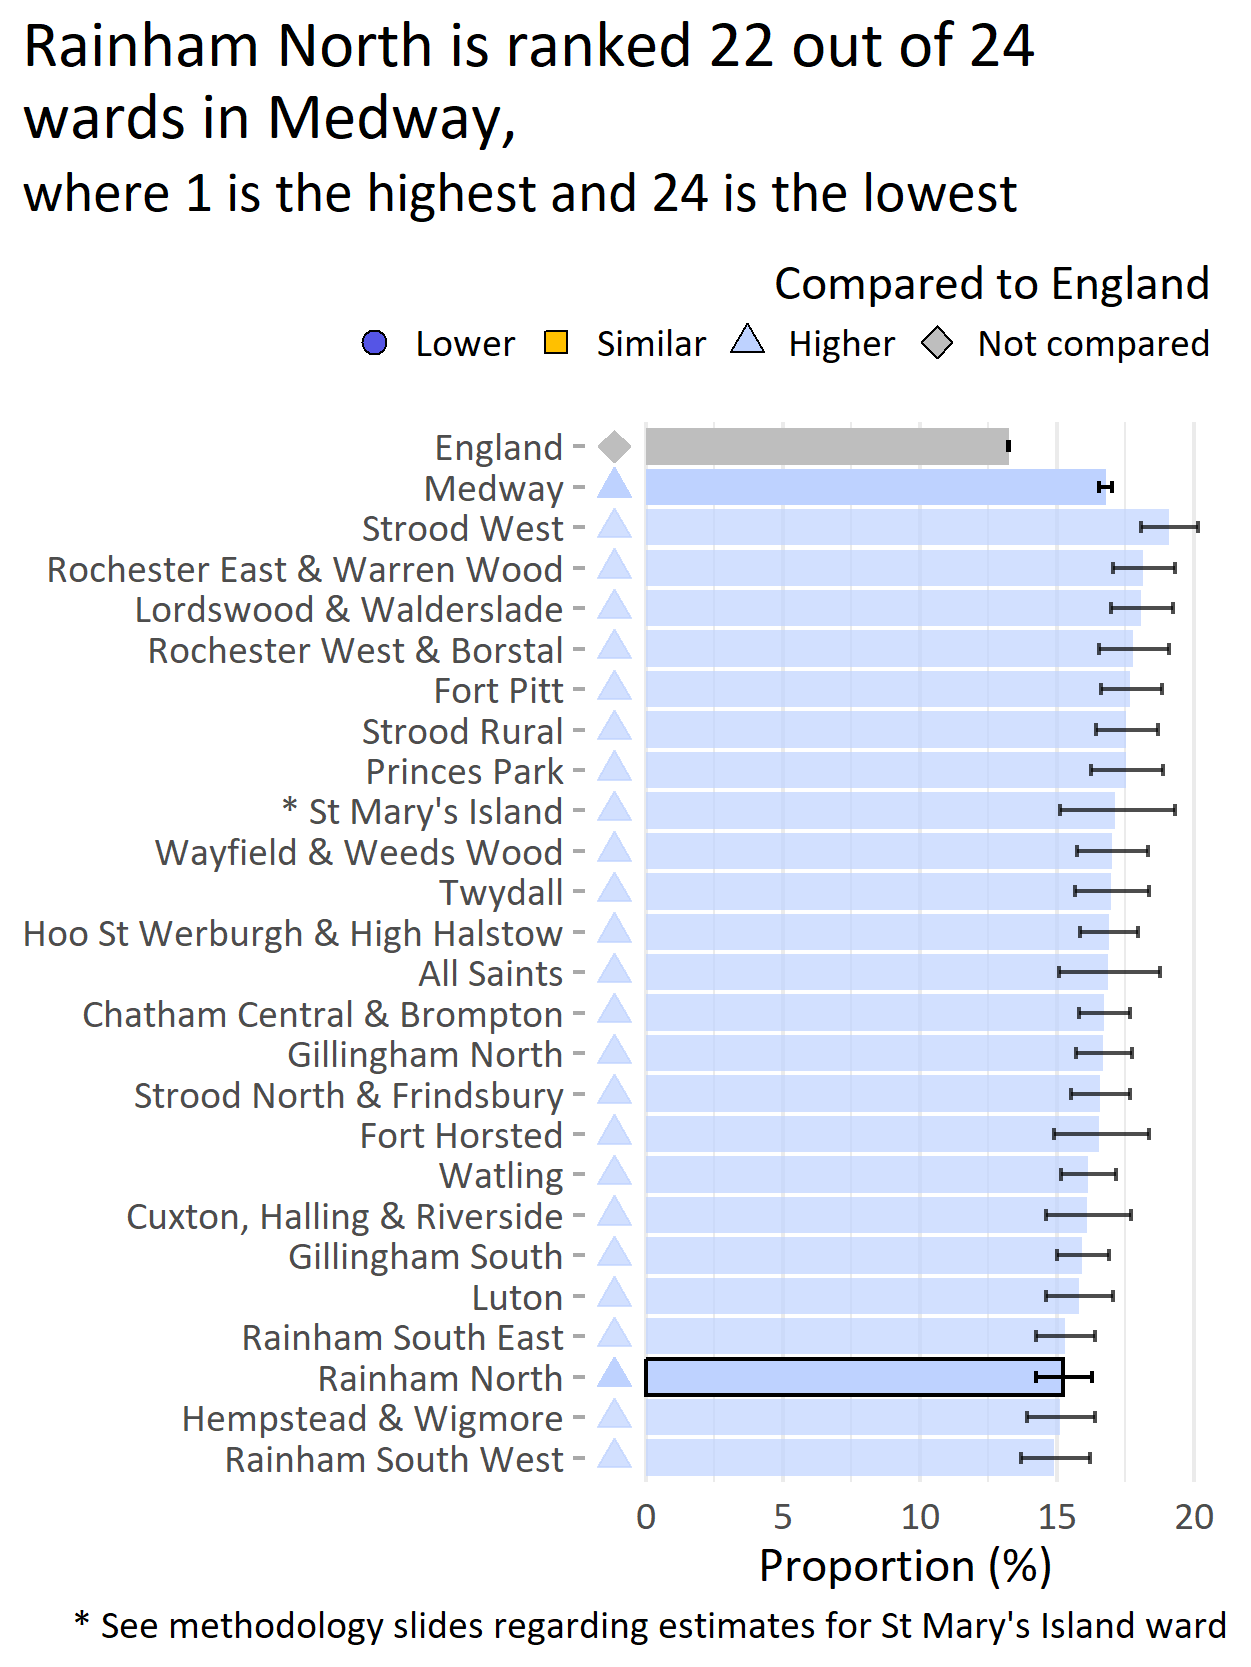 Rainham North is ranked 22 out of 24
wards in Medway,
where 1 is the highest and 24 is the lowest
Compared to England
Lower Similar Higher Not compared
England
Medway
Strood West
Rochester East & Warren Wood
Lordswood & Walderslade
Rochester West & Borstal
Fort Pitt
Strood Rural
Princes Park
* St Mary's Island
Wayfield & Weeds Wood
Twydall
Hoo St Werburgh & High Halstow
All Saints
Chatham Central & Brompton
Gillingham North
Strood North & Frindsbury
Fort Horsted
Watling
Cuxton, Halling & Riverside
Gillingham South
Luton
Rainham South East
Rainham North
Hempstead & Wigmore
Rainham South West
0 5 10 15 20
Proportion (%)
* See methodology slides regarding estimates for St Mary's Island ward